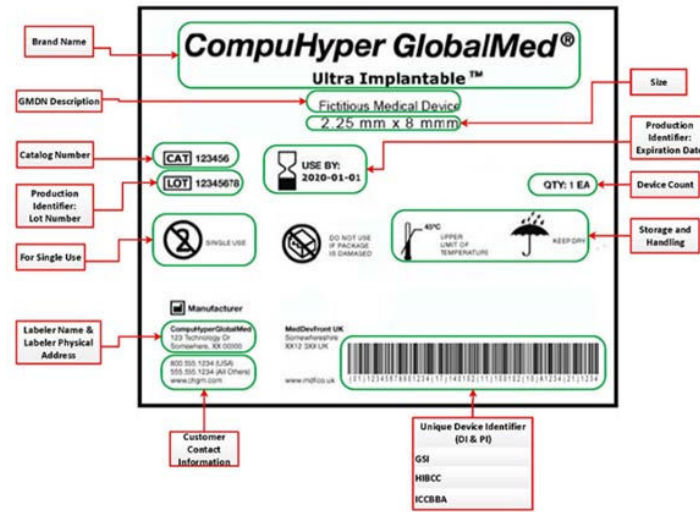 Brand Name
CompuHyper GlobalMed®
Ultra Implantable™
GMDN Description
Fictitious Medical Device
Size
2.25 mm x 8 mmm
Catalog Number
CAT 123456
Production
Identifier:
Lot Number
LOT 12345678
USE BY:
2020-01-01
Production
Identifier:
Expiration Date
QTY: 1 EA
Device Count
For Single Use
SINGLE USE
DO NOT USE
IF PACKAGE
IS DAMAGED
45°C
UPPER
LIMIT OF
TEMPERATURE
KEEP DRY
Storage and
Handling
Manufacturer
Labeler Name &
Labeler Physical
Address
CompuHyperGlobalMed
123 Technology Dr
Somewhere, XX 00000
800.555.1234 (USA)
555.555.1234 (All Others)
www.chgm.com
MedDevFront UK
Somewhereshire
XX12 3XX UK
www.mdf.co.uk
Customer
Contact
Information
Unique Device Identifier
(DI & PI)
GSI
HIBCC
ICCBBA